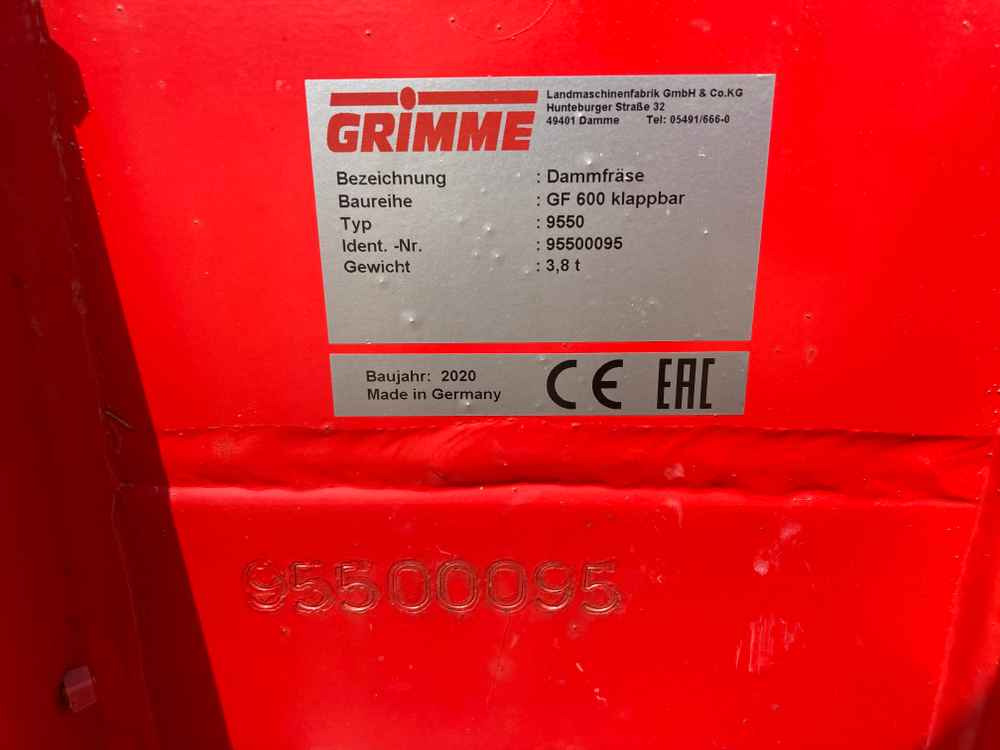 GRIMME
Landmaschinenfabrik GmbH & Co.KG
Hunteburger Straße 32
49401 Damme Tel: 05491/666-0
Bezeichnung : Dammfräse
Baureihe : GF 600 klappbar
Typ : 9550
Ident. -Nr. : 95500095
Gewicht : 3,8 t
Baujahr: 2020
Made in Germany
CE EAC
95500095